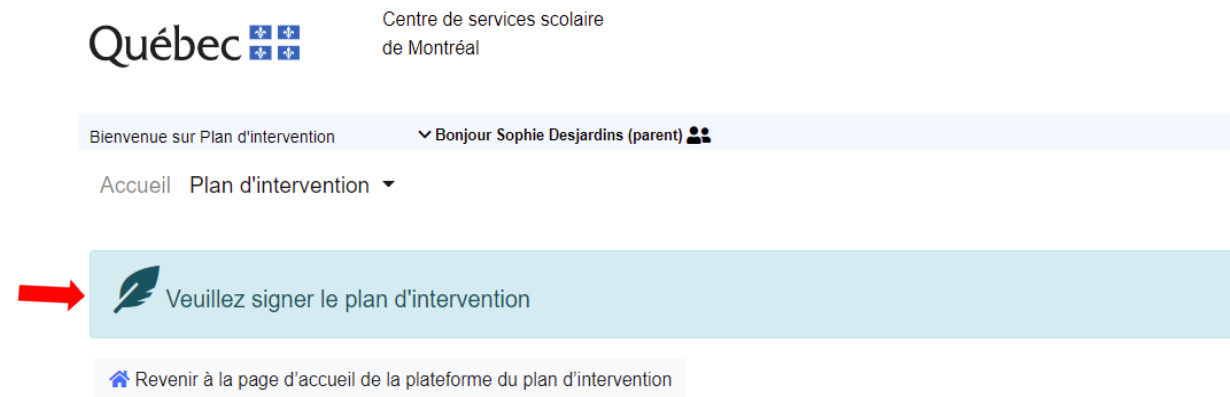 Québec
Centre de services scolaire
de Montréal
Bienvenue sur Plan d'intervention
Bonjour Sophie Desjardins (parent)
Accueil Plan d'intervention
Veuillez signer le plan d'intervention
Revenir à la page d’accueil de la plateforme du plan d’intervention